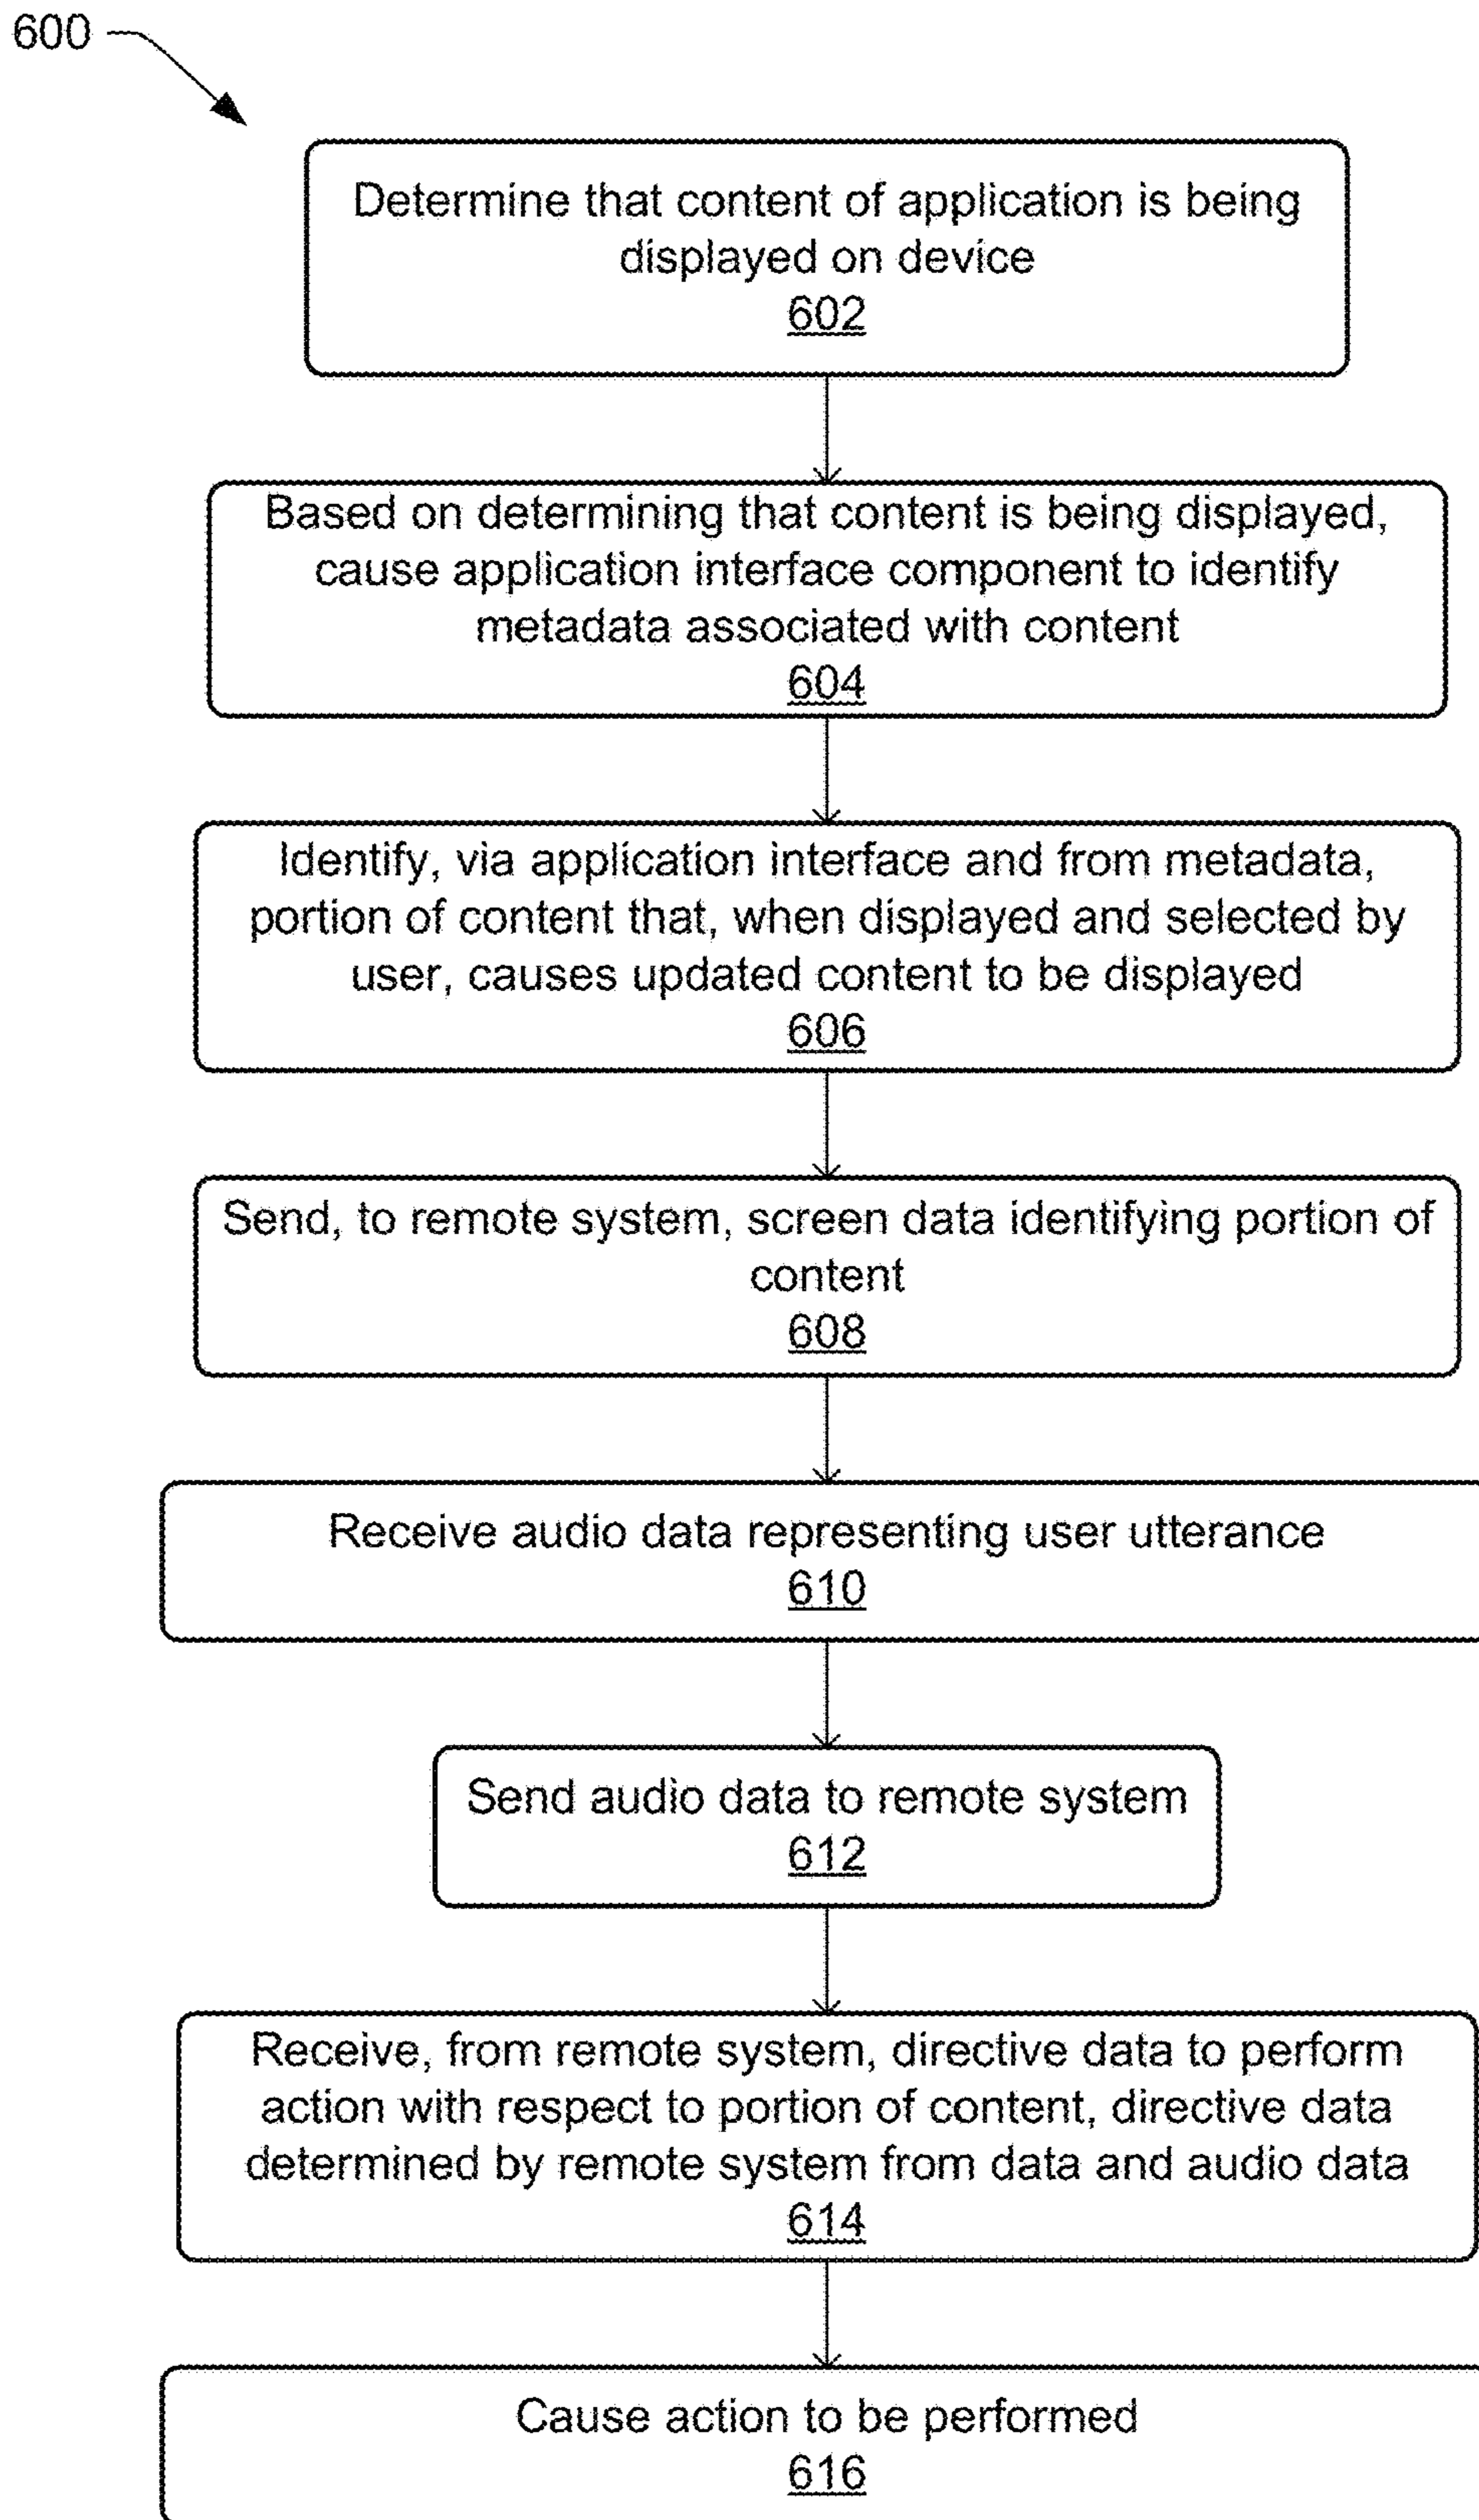 600
Determine that content of application is being
displayed on device
602
Based on determining that content is being displayed,
cause application interface component to identify
metadata associated with content
604
Identify, via application interface and from metadata,
portion of content that, when displayed and selected by
user, causes updated content to be displayed
606
Send, to remote system, screen data identifying portion of
content
608
Receive audio data representing user utterance
610
Send audio data to remote system
612
Receive, from remote system, directive data to perform
action with respect to portion of content, directive data
determined by remote system from data and audio data
614
Cause action to be performed
616